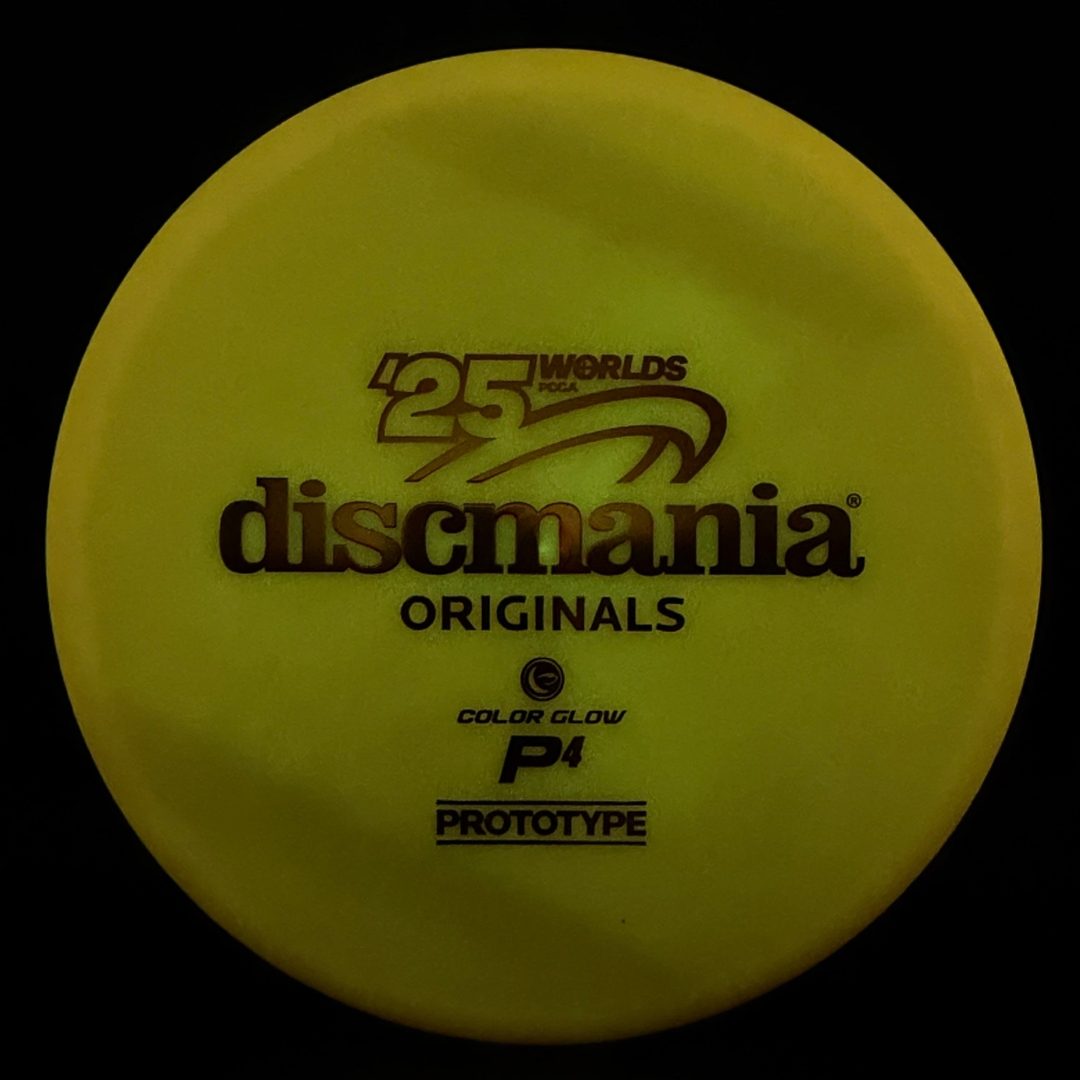 '25 WORLDS
PDGA
discmania®
ORIGINALS
COLOR GLOW
P4
PROTOTYPE